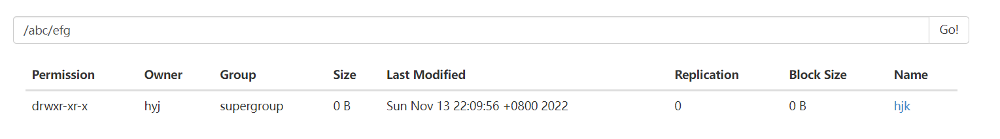 /abc/efg Go!
Permission Owner Group Size Last Modified Replication Block Size Name
drwxr-xr-x hyj supergroup 0 B Sun Nov 13 22:09:56 +0800 2022 0 0 B hjk